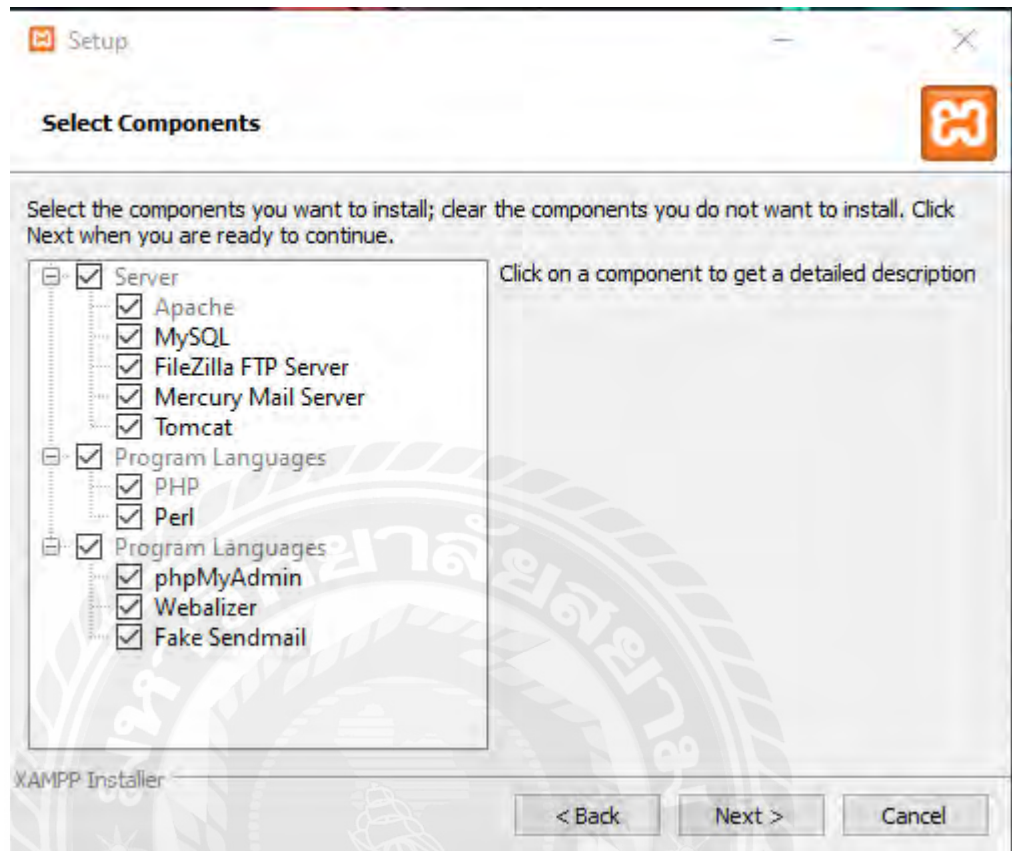 Setup
Select Components
Select the components you want to install; clear the components you do not want to install. Click
Next when you are ready to continue.
Server
Apache
MySQL
FileZilla FTP Server
Mercury Mail Server
Tomcat
Program Languages
PHP
Perl
Program Languages
phpMyAdmin
Webalizer
Fake Sendmail
Click on a component to get a detailed description
XAMPP Installer
< Back
Next >
Cancel